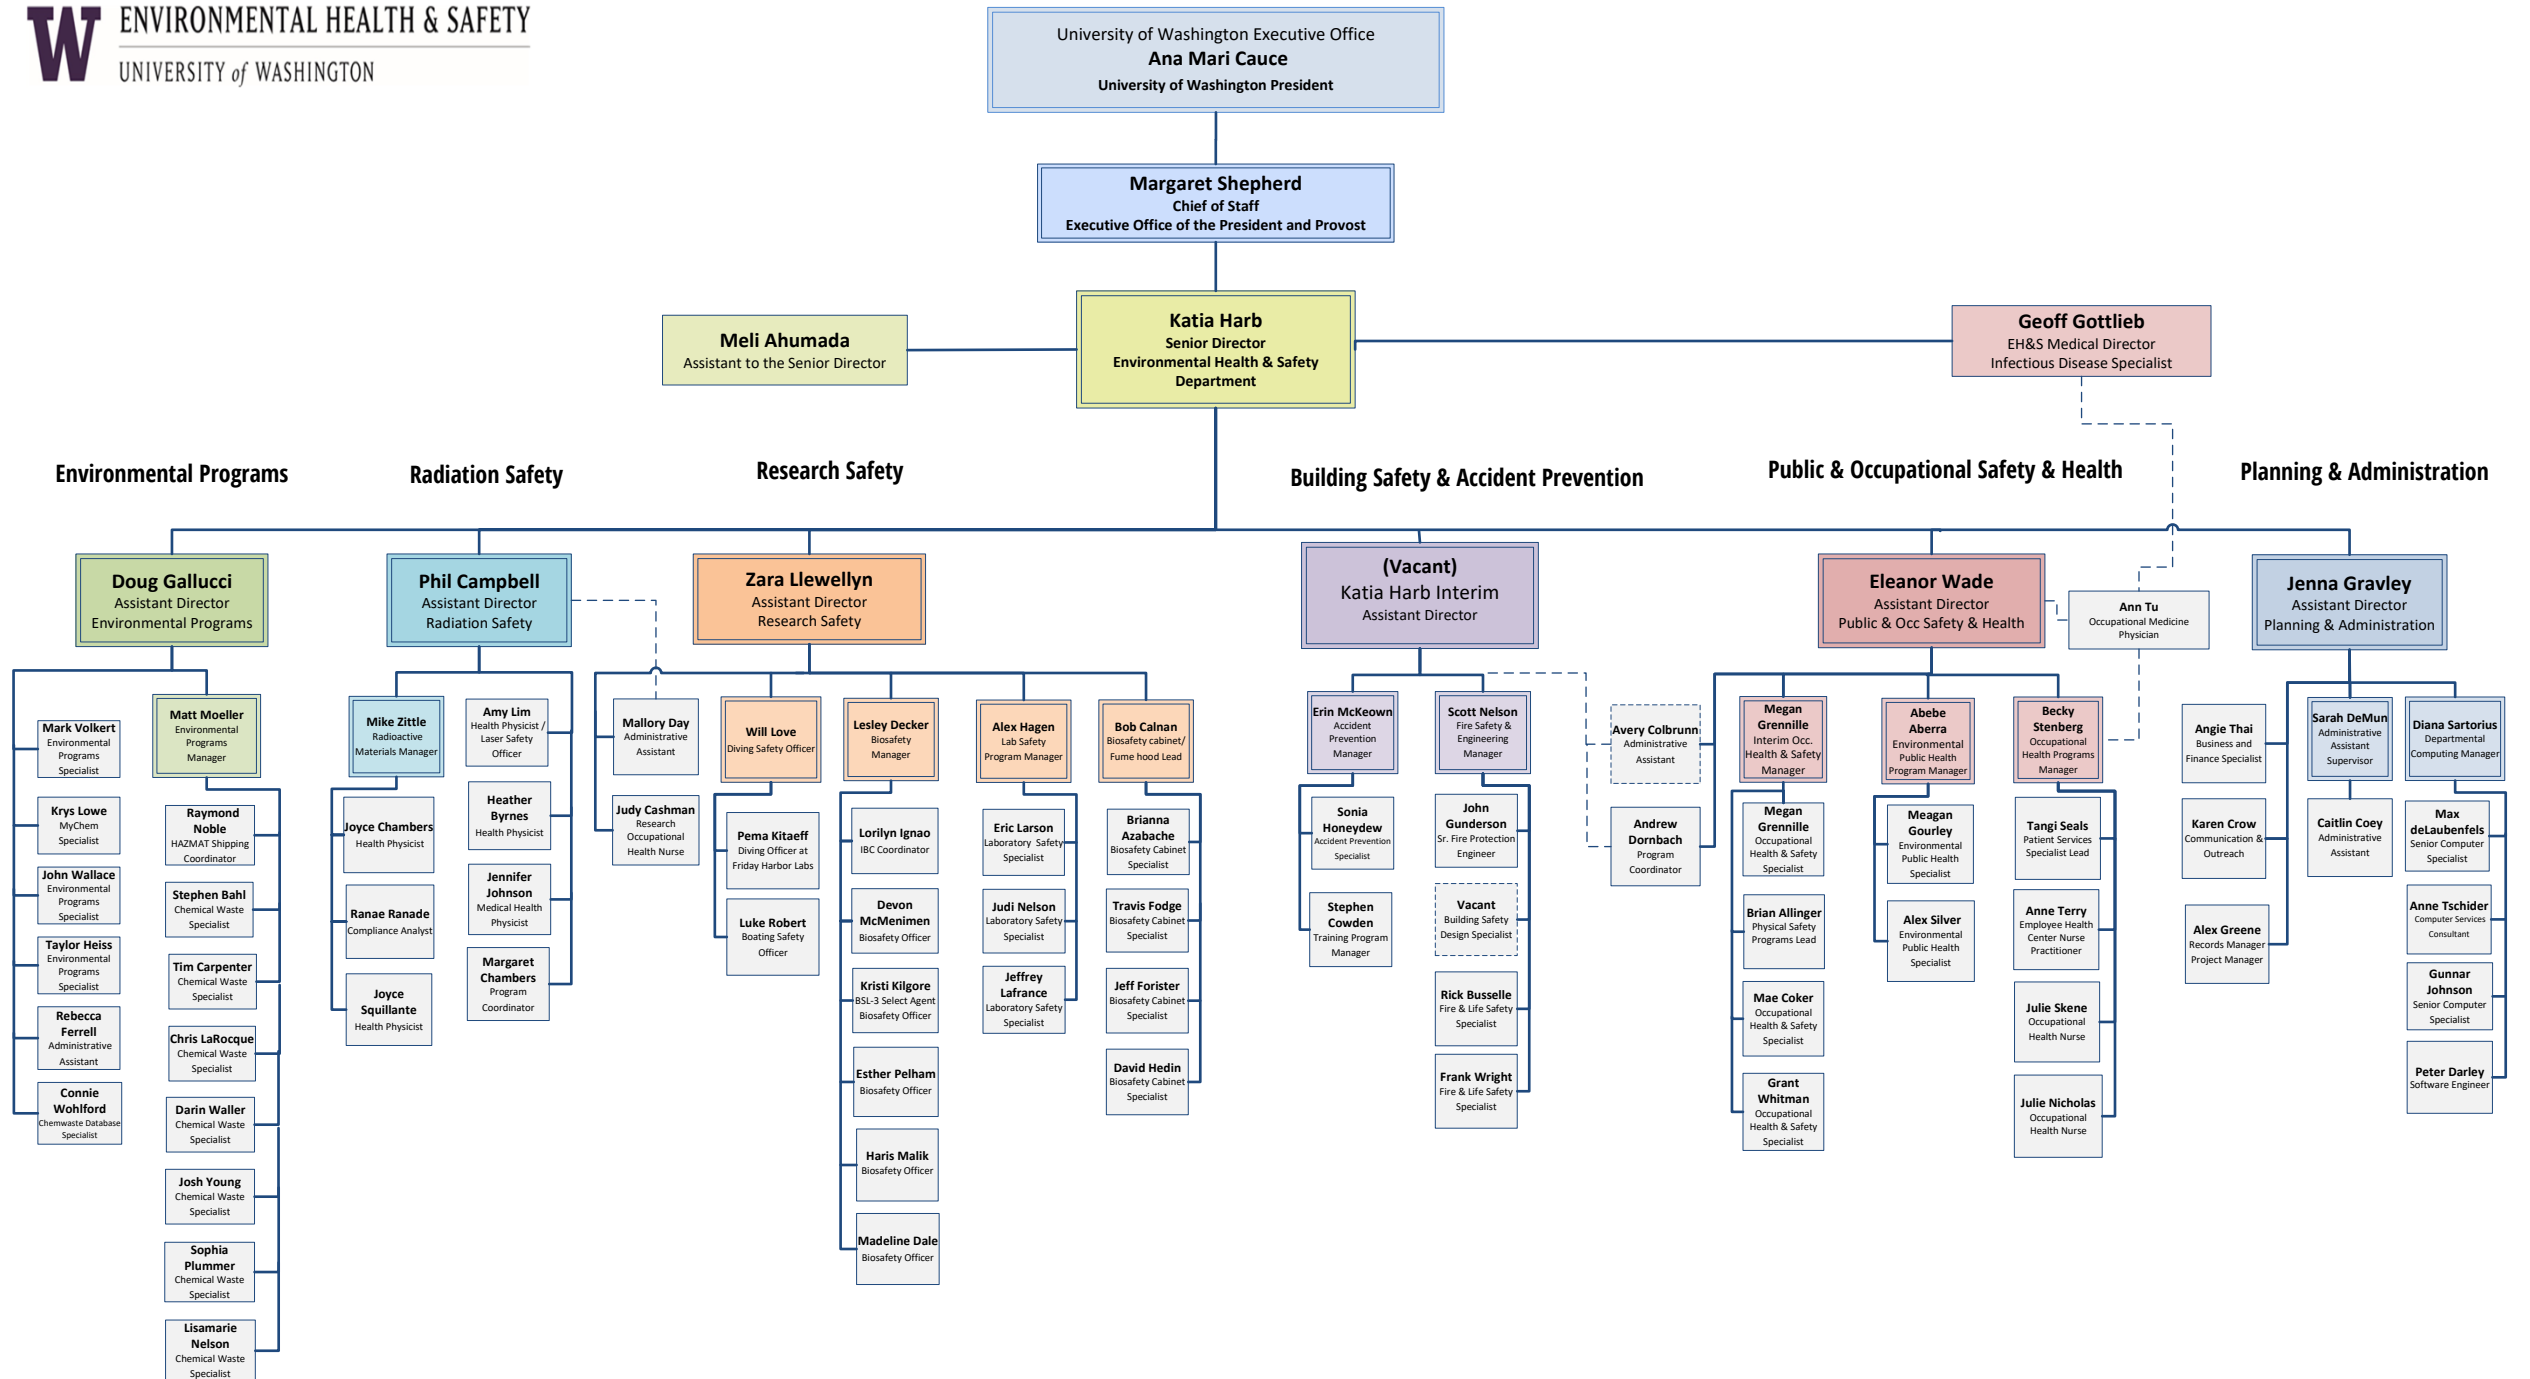 ENVIRONMENTAL HEALTH & SAFETY
UNIVERSITY of WASHINGTON
University of Washington Executive Office
Ana Mari Cauce
University of Washington President
Margaret Shepherd
Chief of Staff
Executive Office of the President and Provost
Katia Harb
Senior Director
Environmental Health & Safety
Department
Meli Ahumada
Assistant to the Senior Director
Geoff Gottlieb
EH&S Medical Director
Infectious Disease Specialist
Environmental Programs
Radiation Safety
Research Safety
Building Safety & Accident Prevention
Public & Occupational Safety & Health
Planning & Administration
Doug Gallucci
Assistant Director
Environmental Programs
Phil Campbell
Assistant Director
Radiation Safety
Zara Llewellyn
Assistant Director
Research Safety
(Vacant)
Katia Harb Interim
Assistant Director
Eleanor Wade
Assistant Director
Public & Occ Safety & Health
Ann Tu
Occupational Medicine
Physician
Jenna Gravley
Assistant Director
Planning & Administration
Mark Volkert
Environmental
Programs
Specialist
Krys Lowe
MyChem
Specialist
John Wallace
Environmental
Programs
Specialist
Taylor Heiss
Environmental
Programs
Specialist
Rebecca
Ferrell
Administrative
Assistant
Connie
Wohlford
Chemwaste Database
Specialist
Matt Moeller
Environmental
Programs
Manager
Raymond
Noble
HAZMAT Shipping
Coordinator
Stephen Bahl
Chemical Waste
Specialist
Tim Carpenter
Chemical Waste
Specialist
Chris LaRocque
Chemical Waste
Specialist
Darin Waller
Chemical Waste
Specialist
Josh Young
Chemical Waste
Specialist
Sophia
Plummer
Chemical Waste
Specialist
Lisamarie
Nelson
Chemical Waste
Specialist
Mike Zittle
Radioactive
Materials Manager
Joyce Chambers
Health Physicist
Ranae Ranade
Compliance Analyst
Joyce
Squillante
Health Physicist
Amy Lim
Health Physicist /
Laser Safety
Officer
Heather
Byrnes
Health Physicist
Jennifer
Johnson
Medical Health
Physicist
Margaret
Chambers
Program
Coordinator
Mallory Day
Administrative
Assistant
Judy Cashman
Research
Occupational
Health Nurse
Will Love
Diving Safety Officer
Pema Kitaeff
Diving Officer at
Friday Harbor Labs
Luke Robert
Boating Safety
Officer
Lesley Decker
Biosafety
Manager
Lorilyn Ignao
IBC Coordinator
Devon
McMenimen
Biosafety Officer
Kristi Kilgore
BSL-3 Select Agent
Biosafety Officer
Esther Pelham
Biosafety Officer
Haris Malik
Biosafety Officer
Madeline Dale
Biosafety Officer
Alex Hagen
Lab Safety
Program Manager
Eric Larson
Laboratory Safety
Specialist
Judi Nelson
Laboratory Safety
Specialist
Jeffrey
Lafrance
Laboratory Safety
Specialist
Bob Calnan
Biosafety cabinet/
Fume hood Lead
Brianna
Azabache
Biosafety Cabinet
Specialist
Travis Fodge
Biosafety Cabinet
Specialist
Jeff Forister
Biosafety Cabinet
Specialist
David Hedin
Biosafety Cabinet
Specialist
Erin McKeown
Accident
Prevention
Manager
Sonia
Honeydew
Accident Prevention
Specialist
Stephen
Cowden
Training Program
Manager
Scott Nelson
Fire Safety &
Engineering
Manager
John
Gunderson
Sr. Fire Protection
Engineer
Vacant
Building Safety
Design Specialist
Rick Busselle
Fire & Life Safety
Specialist
Frank Wright
Fire & Life Safety
Specialist
Avery Colbrunn
Administrative
Assistant
Andrew
Dornbach
Program
Coordinator
Megan
Grennille
Interim Occ.
Health & Safety
Manager
Megan
Grennille
Occupational
Health & Safety
Specialist
Brian Allinger
Physical Safety
Programs Lead
Mae Coker
Occupational
Health & Safety
Specialist
Grant
Whitman
Occupational
Health & Safety
Specialist
Abebe
Aberra
Environmental
Public Health
Program Manager
Meagan
Gourley
Environmental
Public Health
Specialist
Alex Silver
Environmental
Public Health
Specialist
Becky
Stenberg
Occupational
Health Programs
Manager
Tangi Seals
Patient Services
Specialist Lead
Anne Terry
Employee Health
Center Nurse
Practitioner
Julie Skene
Occupational
Health Nurse
Julie Nicholas
Occupational
Health Nurse
Angie Thai
Business and
Finance Specialist
Karen Crow
Communication &
Outreach
Alex Greene
Records Manager
Project Manager
Sarah DeMun
Administrative
Assistant
Supervisor
Caitlin Coey
Administrative
Assistant
Diana Sartorius
Departmental
Computing Manager
Max
deLaubenfels
Senior Computer
Specialist
Anne Tschider
Computer Services
Consultant
Gunnar
Johnson
Senior Computer
Specialist
Peter Darley
Software Engineer